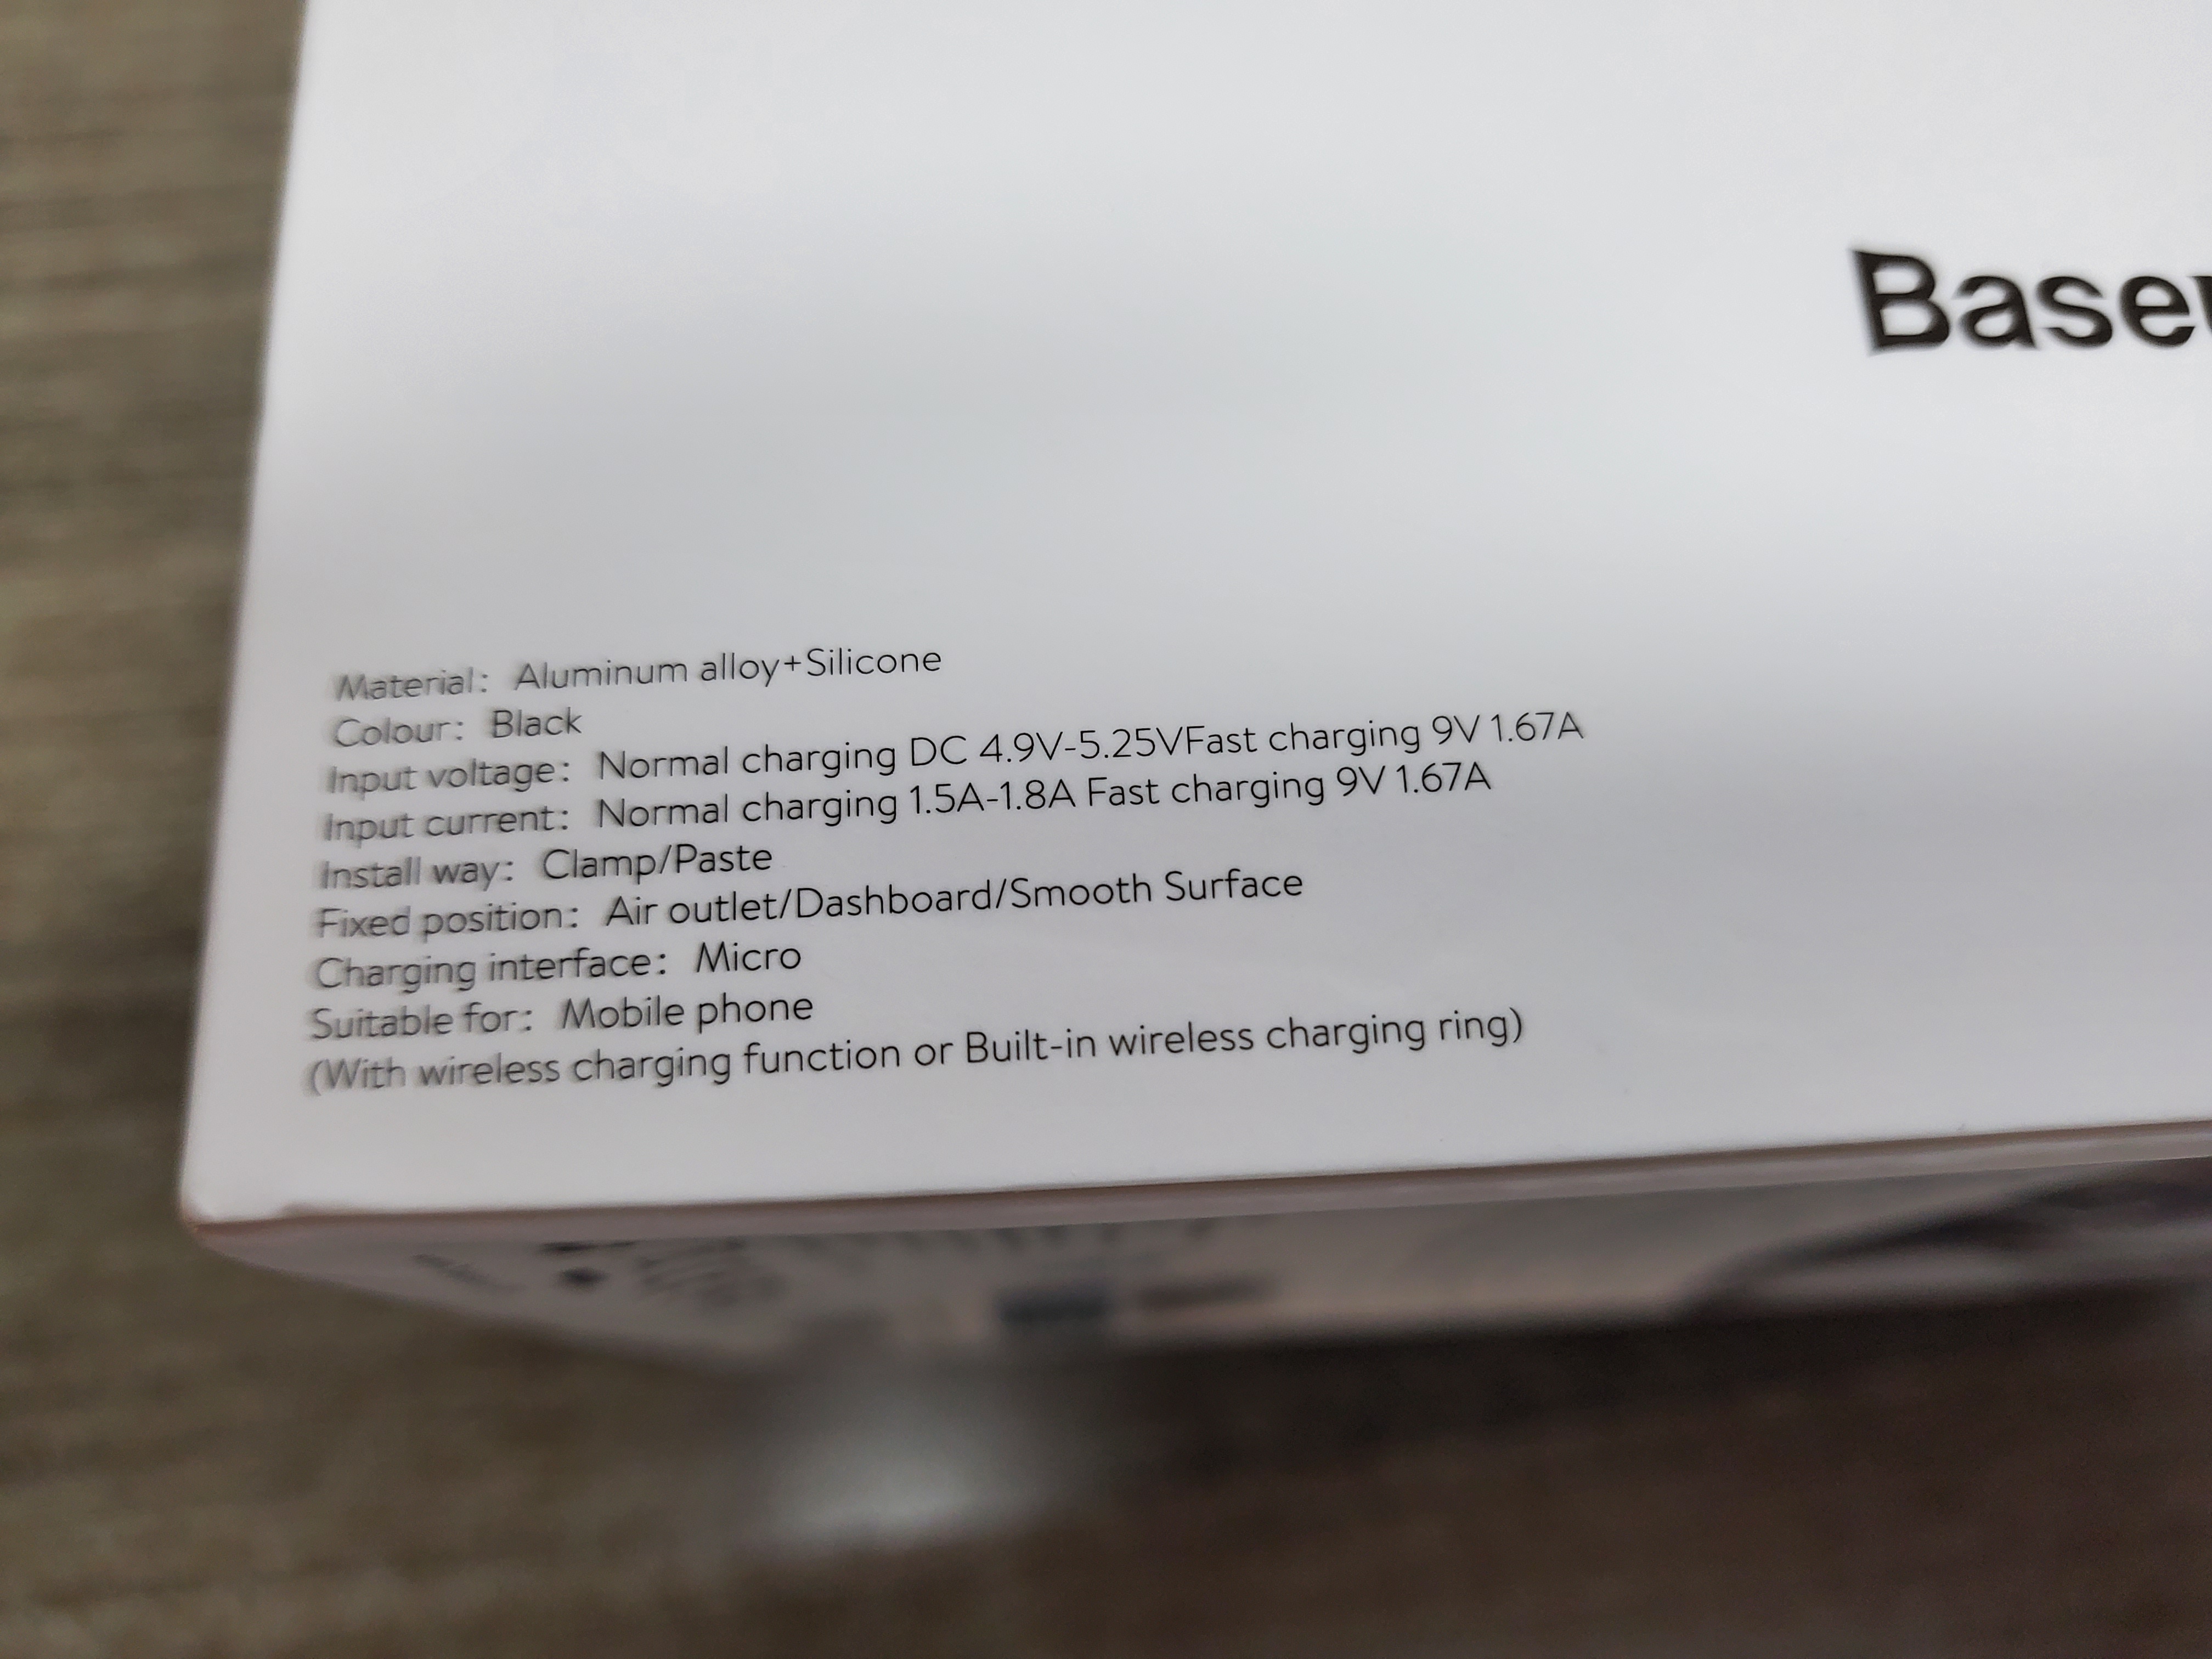 Base
Material: Aluminum alloy+Silicone
Colour: Black
Input voltage: Normal charging DC 4.9V-5.25VFast charging 9V 1.67A
Input current: Normal charging 1.5A-1.8A Fast charging 9V 1.67A
Install way: Clamp/Paste
Fixed position: Air outlet/Dashboard/Smooth Surface
Charging interface: Micro
Suitable for: Mobile phone
(With wireless charging function or Built-in wireless charging ring)